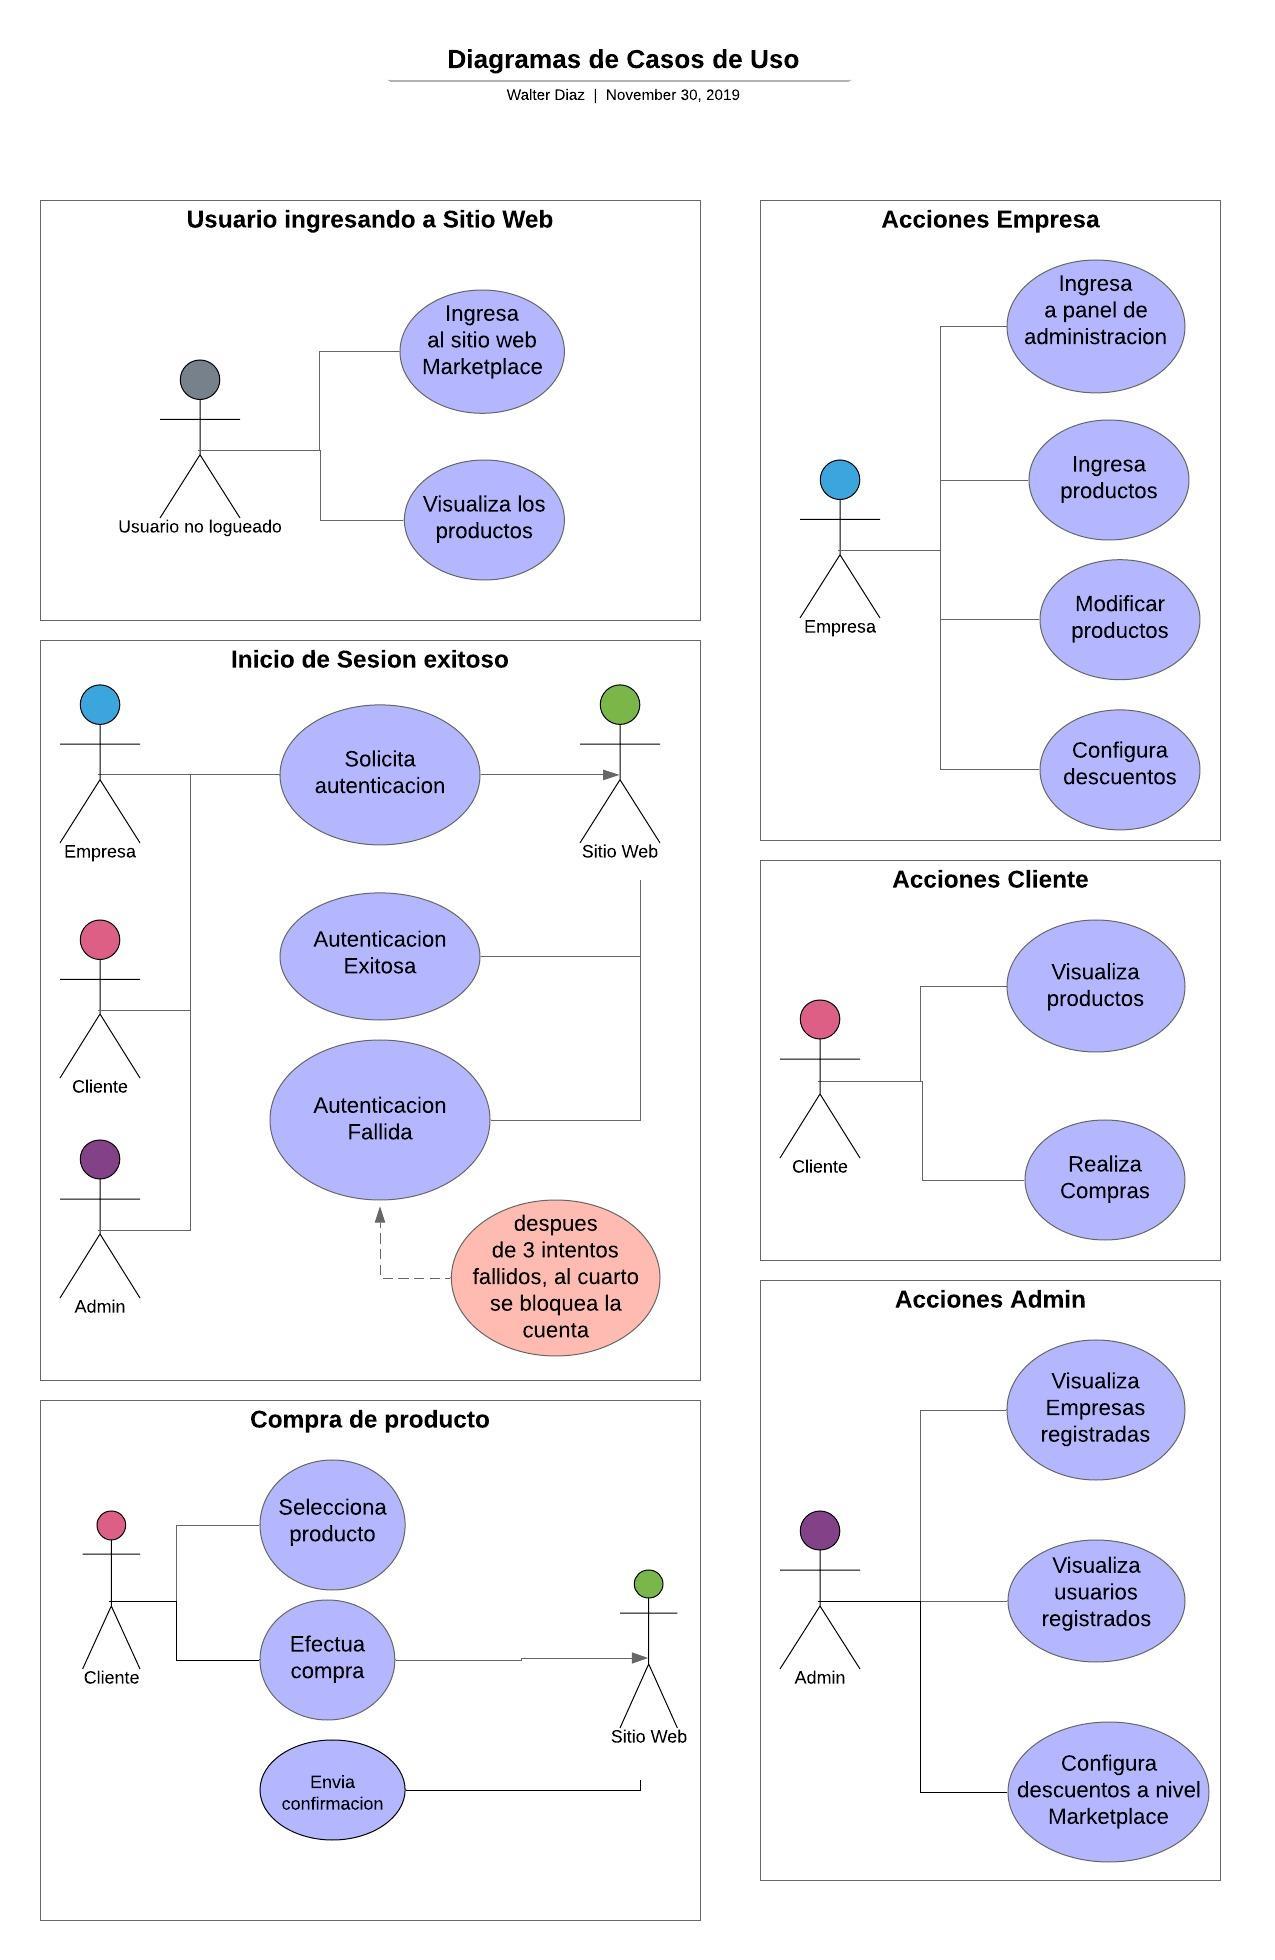 Diagramas de Casos de Uso
Walter Diaz | November 30, 2019
Usuario ingresando a Sitio Web
Ingresa
al sitio web
Marketplace
Visualiza los
productos
Usuario no logueado
Inicio de Sesion exitoso
Solicita
autenticacion
Empresa
Sitio Web
Autenticacion
Exitosa
Cliente
Autenticacion
Fallida
Admin
despues
de 3 intentos
fallidos, al cuarto
se bloquea la
cuenta
Compra de producto
Selecciona
producto
Efectua
compra
Cliente
Sitio Web
Envia
confirmacion
Acciones Empresa
Ingresa
a panel de
administracion
Ingresa
productos
Empresa
Modificar
productos
Configura
descuentos
Acciones Cliente
Visualiza
productos
Cliente
Realiza
Compras
Acciones Admin
Visualiza
Empresas
registradas
Visualiza
usuarios
registrados
Admin
Configura
descuentos a nivel
Marketplace